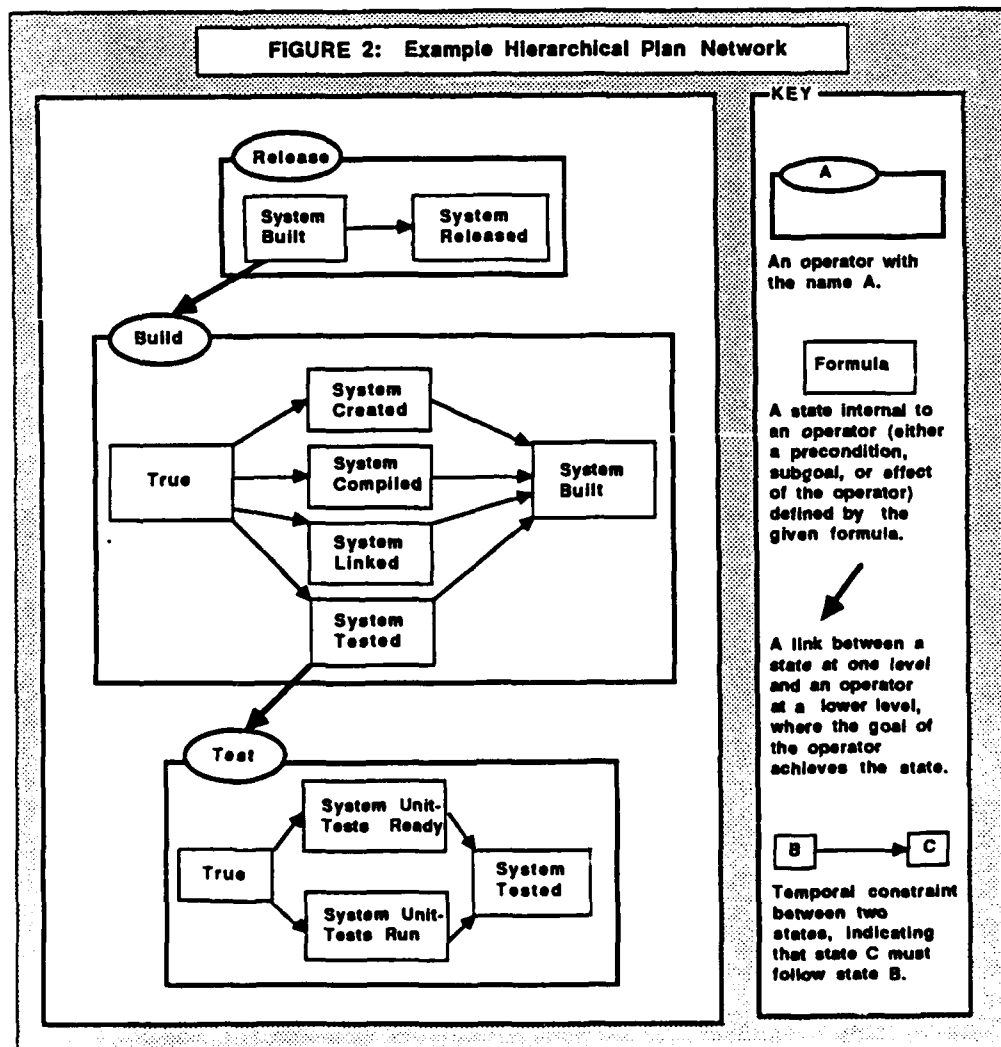 FIGURE 2: Example Hierarchical Plan Network
Release
System
Built
System
Released
Build
True
System
Created
System
Compiled
System
Linked
System
Tested
System
Built
Test
True
System Unit-
Tests Ready
System Unit-
Tests Run
System
Tested
KEY
A
An operator with
the name A.
Formula
A state internal to
an operator (either
a precondition,
subgoal, or effect
of the operator)
defined by the
given formula.
A link between a
state at one level
and an operator
at a lower level,
where the goal of
the operator
achieves the state.
B
C
Temporal constraint
between two
states, indicating
that state C must
follow state B.